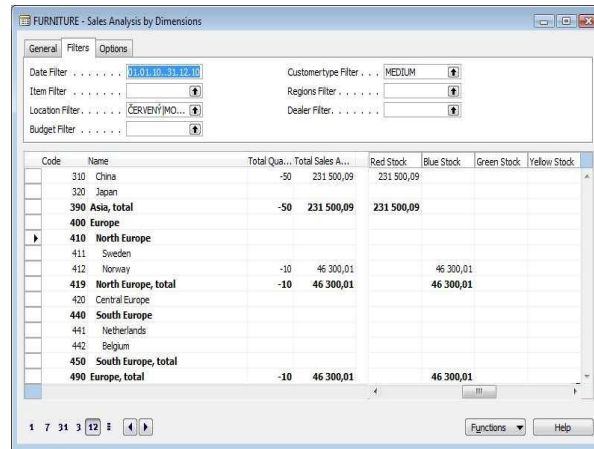 FURNITURE - Sales Analysis by Dimensions
General Filters Options
Date Filter . . . . . . . 01.01.10..31.12.10 Customertype Filter . . . MEDIUM
Item Filter . . . . . . . Regions Filter . . . . . .
Location Filter. . . . . . ČERVENÝ|MO... Dealer Filter. . . . . . .
Budget Filter . . . . . .
Code Name Total Qua... Total Sales A... Red Stock Blue Stock Green Stock Yellow Stock
310 China -50 231 500,09 231 500,09
320 Japan
390 Asia, total -50 231 500,09 231 500,09
400 Europe
410 North Europe
411 Sweden
412 Norway -10 46 300,01 46 300,01
419 North Europe, total -10 46 300,01 46 300,01
420 Central Europe
440 South Europe
441 Netherlands
442 Belgium
450 South Europe, total
490 Europe, total -10 46 300,01 46 300,01
1 7 31 3 12 Functions Help